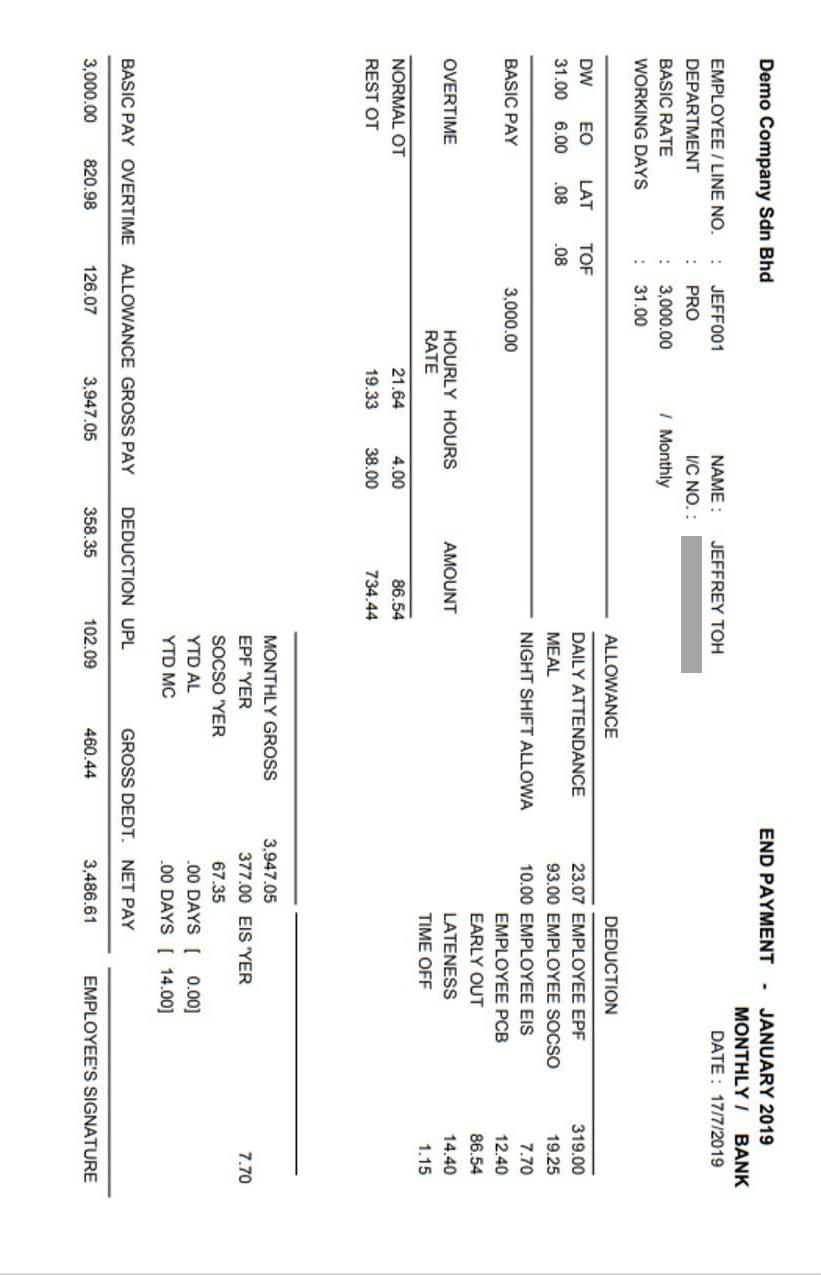 Demo Company Sdn Bhd END PAYMENT - JANUARY 2019
MONTHLY / BANK
EMPLOYEE / LINE NO. : JEFF001 NAME : JEFFREY TOH DATE : 17/7/2019
DEPARTMENT : PRO I/C NO. :
BASIC RATE : 3,000.00 / Monthly
WORKING DAYS : 31.00
ALLOWANCE DEDUCTION
DW EO LAT TOF DAILY ATTENDANCE 23.07 EMPLOYEE EPF 319.00
31.00 6.00 .08 .08 MEAL 93.00 EMPLOYEE SOCSO 19.25
NIGHT SHIFT ALLOWA 10.00 EMPLOYEE EIS 7.70
BASIC PAY 3,000.00 EMPLOYEE PCB 12.40
EARLY OUT 86.54
OVERTIME HOURLY HOURS AMOUNT LATENESS 14.40
RATE TIME OFF 1.15
NORMAL OT 21.64 4.00 86.54
REST OT 19.33 38.00 734.44
MONTHLY GROSS 3,947.05
EPF 'YER 377.00 EIS 'YER 7.70
SOCSO 'YER 67.35
YTD AL .00 DAYS [ 0.00]
YTD MC .00 DAYS [ 14.00]
BASIC PAY OVERTIME ALLOWANCE GROSS PAY DEDUCTION UPL GROSS DEDT. NET PAY
3,000.00 820.98 126.07 3,947.05 358.35 102.09 460.44 3,486.61 EMPLOYEE'S SIGNATURE